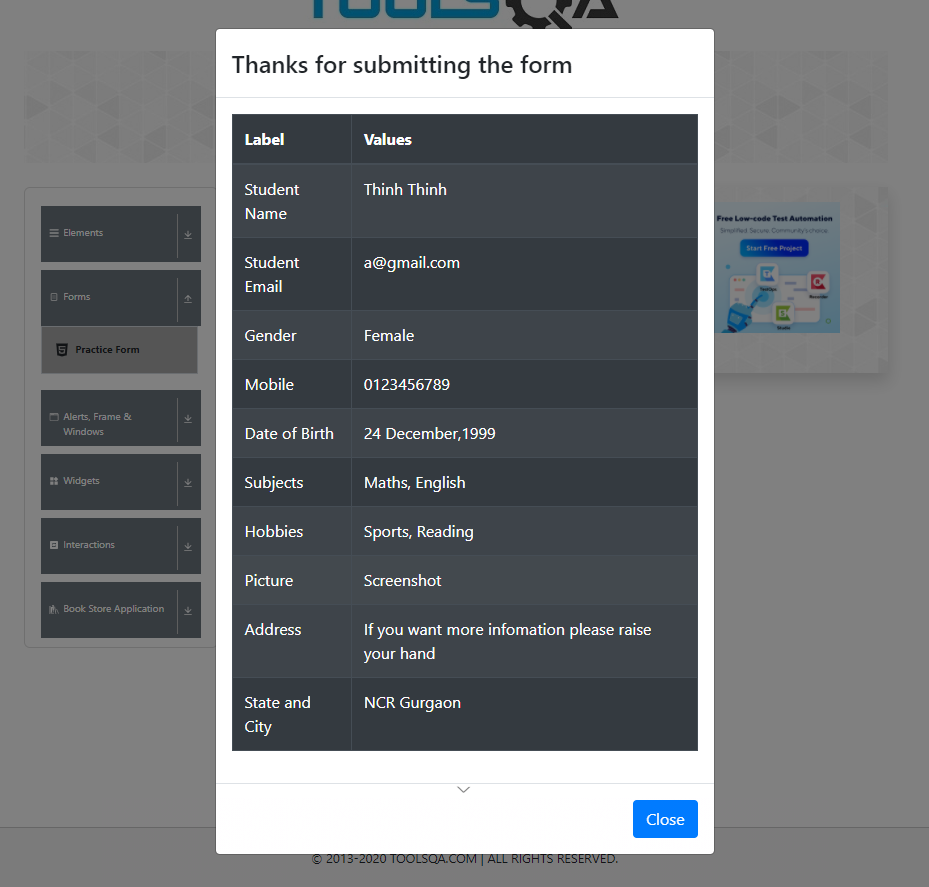 TOOLSQA
Thanks for submitting the form
Label Values
Student Name Thinh Thinh
Student Email a@gmail.com
Gender Female
Mobile 0123456789
Date of Birth 24 December,1999
Subjects Maths, English
Hobbies Sports, Reading
Picture Screenshot
Address If you want more infomation please raise
your hand
State and City NCR Gurgaon
Close
Elements
Forms
Practice Form
Alerts, Frame &
Windows
Widgets
Interactions
Book Store Application
Free Low-code Test Automation
Simplified. Secure. Community's choice.
Start Free Project
© 2013-2020 TOOLSQA.COM | ALL RIGHTS RESERVED.